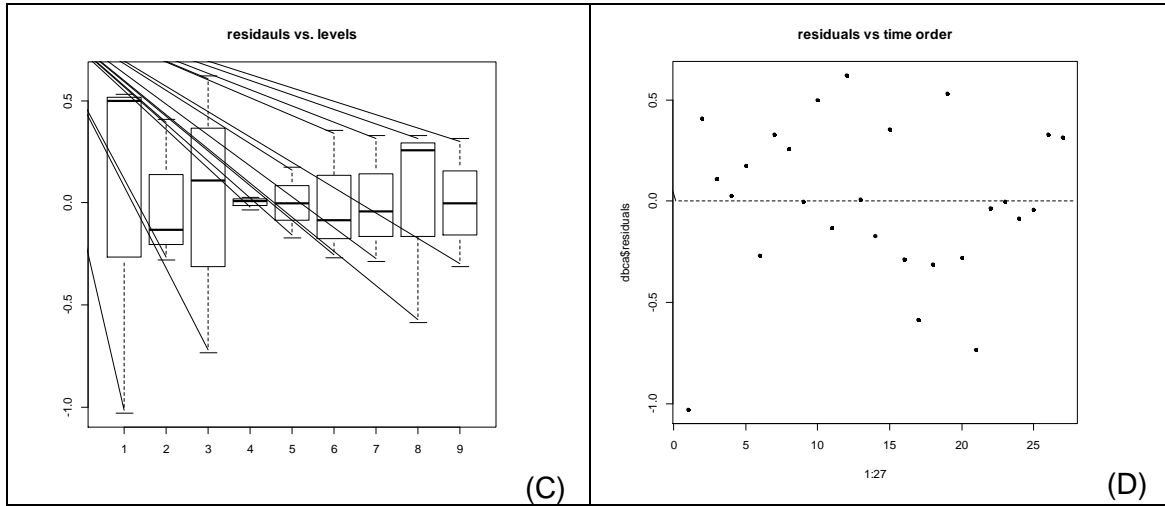 residauls vs. levels
0.5
0.0
-0.5
-1.0
1 2 3 4 5 6 7 8 9
(C)
residuals vs time order
dbca$residuals
0.5
0.0
-0.5
-1.0
0 5 10 15 20 25
1:27
(D)